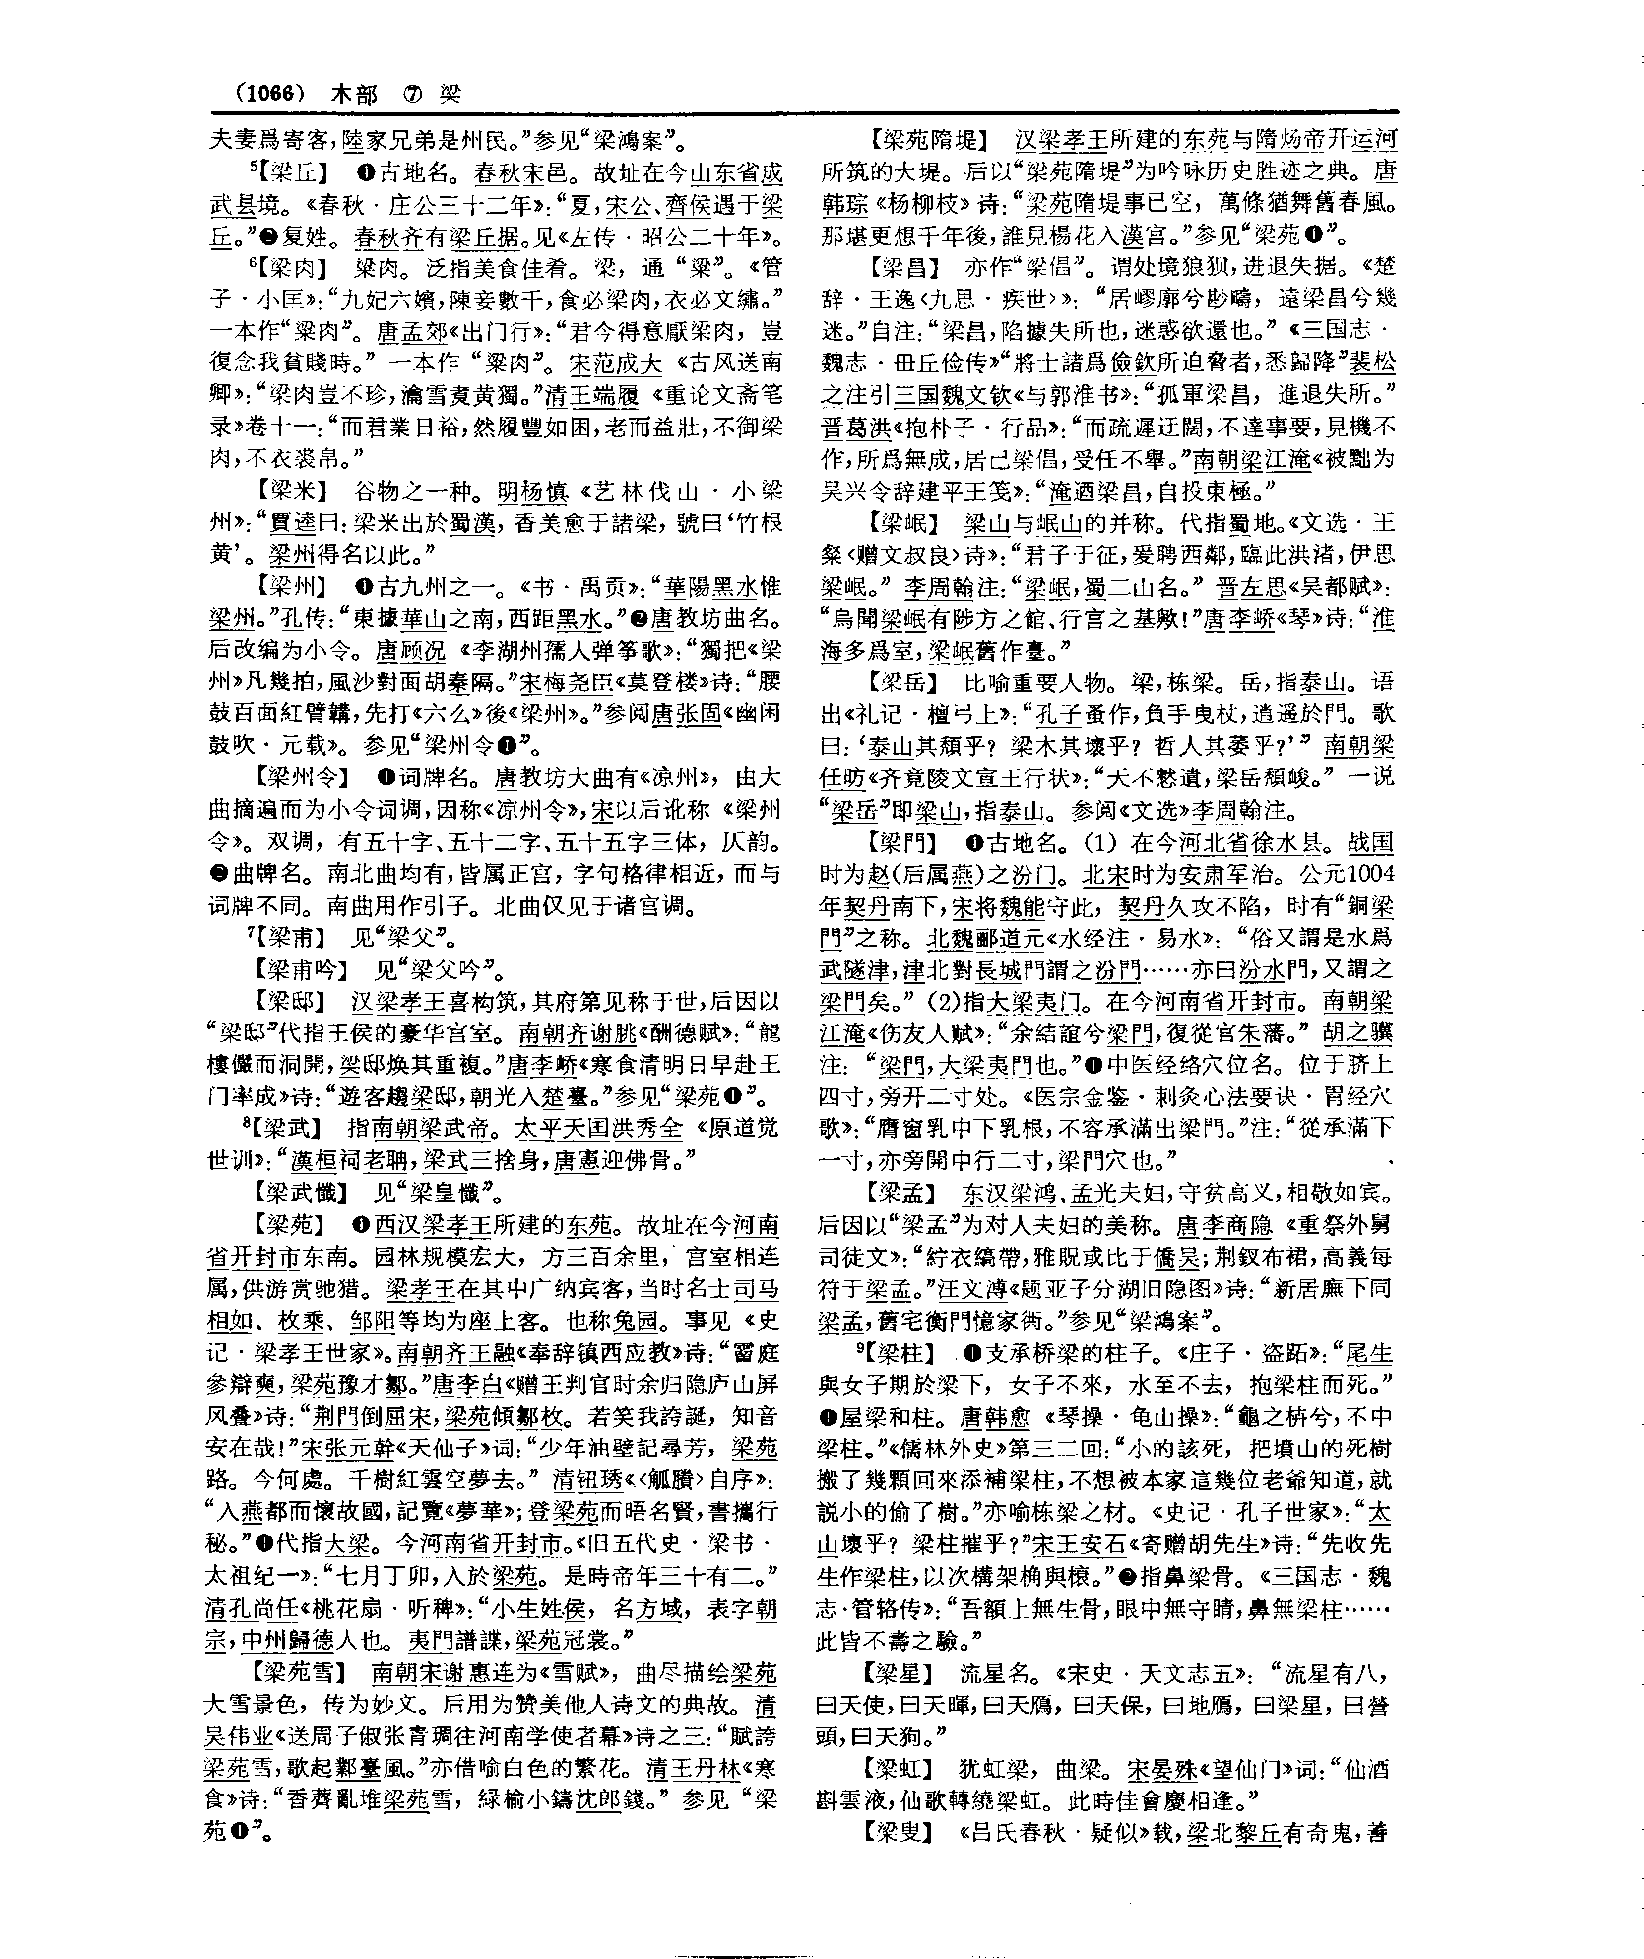 （1066） 木部 ⑦ 梁
夫妻爲寄客，陸家兄弟是州民。”参见“梁鴻案”。
⁵【梁丘】 ❶古地名。春秋宋邑。故址在今山东省成
武县境。《春秋·庄公三十二年》：“夏，宋公、齊侯遇于梁
丘。”❷复姓。春秋齐有梁丘据。见《左传·昭公二十年》。
⁶【梁肉】 粱肉。泛指美食佳肴。梁，通“粱”。《管
子·小匡》：“九妃六嬪，陳妾數千，食必梁肉，衣必文繡。”
一本作“粱肉”。唐孟郊《出门行》：“君今得意厭梁肉，豈
復念我貧賤時。”一本作“粱肉”。宋范成大《古风送南
卿》：“梁肉豈不珍，瀹雪煑黄獨。”清王端履《重论文斋笔
录》卷十一：“而君業日裕，然履豐如困，老而益壯，不御梁
肉，不衣裘帛。”
【梁米】 谷物之一种。明杨慎《艺林伐山·小梁
州》：“賈逵曰：梁米出於蜀漢，香美愈于諸梁，號曰‘竹根
黄’。梁州得名以此。”
【梁州】 ❶古九州之一。《书·禹贡》：“華陽黑水惟
梁州。”孔传：“東據華山之南，西距黑水。”❷唐教坊曲名。
后改编为小令。唐顾况《李湖州孺人弹筝歌》：“獨把《梁
州》凡幾拍，風沙對面胡秦隔。”宋梅尧臣《莫登楼》诗：“腰
鼓百面紅臂韝，先打《六么》後《梁州》。”参阅唐张固《幽闲
鼓吹·元载》。参见“梁州令❶”。
【梁州令】 ❶词牌名。唐教坊大曲有《凉州》，由大
曲摘遍而为小令词调，因称《凉州令》，宋以后讹称《梁州
令》。双调，有五十字、五十二字、五十五字三体，仄韵。
❷曲牌名。南北曲均有，皆属正宫，字句格律相近，而与
词牌不同。南曲用作引子。北曲仅见于诸宫调。
⁷【梁甫】 见“梁父”。
【梁甫吟】 见“梁父吟”。
【梁邸】 汉梁孝王喜构筑，其府第见称于世，后因以
“梁邸”代指王侯的豪华宫室。南朝齐谢朓《酬德赋》：“龍
樓儼而洞開，梁邸焕其重複。”唐李峤《寒食清明日早赴王
门率成》诗：“遊客趨梁邸，朝光入楚臺。”参见“梁苑❶”。
⁸【梁武】 指南朝梁武帝。太平天国洪秀全《原道觉
世训》：“漢桓祠老聃，梁武三捨身，唐憲迎佛骨。”
【梁武懺】 见“梁皇懺”。
【梁苑】 ❶西汉梁孝王所建的东苑。故址在今河南
省开封市东南。园林规模宏大，方三百余里，宫室相连
属，供游赏驰猎。梁孝王在其中广纳宾客，当时名士司马
相如、枚乘、邹阳等均为座上客。也称兔园。事见《史
记·梁孝王世家》。南朝齐王融《奉辞镇西应教》诗：“霤庭
參辯奭，梁苑豫才鄒。”唐李白《赠王判官时余归隐庐山屏
风叠》诗：“荆門倒屈宋，梁苑傾鄒枚。若笑我誇誕，知音
安在哉！”宋张元幹《天仙子》词：“少年油壁記尋芳，梁苑
路。今何處。千樹紅雲空夢去。”清钮琇《〈觚賸〉自序》：
“入燕都而懷故國，記覽《夢華》；登梁苑而晤名賢，書攜行
秘。”❷代指大梁。今河南省开封市。《旧五代史·梁书·
太祖纪一》：“七月丁卯，入於梁苑。是時帝年三十有二。”
清孔尚任《桃花扇·听稗》：“小生姓侯，名方域，表字朝
宗，中州歸德人也。夷門譜諜，梁苑冠裳。”
【梁苑雪】 南朝宋谢惠连为《雪赋》，曲尽描绘梁苑
大雪景色，传为妙文。后用为赞美他人诗文的典故。清
吴伟业《送周子俶张青琱往河南学使者幕》诗之三：“賦誇
梁苑雪，歌起鄴臺風。”亦借喻白色的繁花。清王丹林《寒
食》诗：“香薺亂堆梁苑雪，緑榆小鑄沈郎錢。”参见“梁
苑❶”。
【梁苑隋堤】 汉梁孝王所建的东苑与隋炀帝开运河
所筑的大堤。后以“梁苑隋堤”为吟咏历史胜迹之典。唐
韩琮《杨柳枝》诗：“梁苑隋堤事已空，萬條猶舞舊春風。
那堪更想千年後，誰見楊花入漢宫。”参见“梁苑❶”。
【梁昌】 亦作“梁倡”。谓处境狼狈，进退失据。《楚
辞·王逸〈九思·疾世〉》：“居嵺廓兮尠疇，遠梁昌兮幾
迷。”自注：“梁昌，陷據失所也，迷惑欲還也。”《三国志·
魏志·毌丘俭传》“將士諸爲儉欽所迫脅者，悉歸降”裴松
之注引三国魏文钦《与郭淮书》：“孤軍梁昌，進退失所。”
晋葛洪《抱朴子·行品》：“而疏遲迂闊，不達事要，見機不
作，所爲無成，居己梁倡，受任不舉。”南朝梁江淹《被黜为
吴兴令辞建平王笺》：“淹迺梁昌，自投東極。”
【梁岷】 梁山与岷山的并称。代指蜀地。《文选·王
粲〈赠文叔良〉诗》：“君子于征，爰聘西鄰，臨此洪渚，伊思
梁岷。”李周翰注：“梁岷，蜀二山名。”晋左思《吴都赋》：
“烏聞梁岷有陟方之館、行宫之基歟！”唐李峤《琴》诗：“淮
海多爲室，梁岷舊作臺。”
【梁岳】 比喻重要人物。梁，栋梁。岳，指泰山。语
出《礼记·檀弓上》：“孔子蚤作，負手曳杖，逍遥於門。歌
曰：‘泰山其頹乎？梁木其壞乎？哲人其萎乎？’”南朝梁
任昉《齐竟陵文宣王行状》：“天不憖遺，梁岳頹峻。”一说
“梁岳”即梁山，指泰山。参阅《文选》李周翰注。
【梁門】 ❶古地名。(1) 在今河北省徐水县。战国
时为赵(后属燕)之汾门。北宋时为安肃军治。公元1004
年契丹南下，宋将魏能守此，契丹久攻不陷，时有“銅梁
門”之称。北魏郦道元《水经注·易水》：“俗又謂是水爲
武隧津，津北對長城門謂之汾門……亦曰汾水門，又謂之
梁門矣。”(2)指大梁夷门。在今河南省开封市。南朝梁
江淹《伤友人赋》：“余結誼兮梁門，復從官朱藩。”胡之骥
注：“梁門，大梁夷門也。”❷中医经络穴位名。位于脐上
四寸，旁开二寸处。《医宗金鉴·刺灸心法要诀·胃经穴
歌》：“膺窗乳中下乳根，不容承滿出梁門。”注：“從承滿下
一寸，亦旁開中行二寸，梁門穴也。”
【梁孟】 东汉梁鸿、孟光夫妇，守贫高义，相敬如宾。
后因以“梁孟”为对人夫妇的美称。唐李商隐《重祭外舅
司徒文》：“紵衣縞帶，雅貺或比于僑吴；荆釵布裙，高義每
符于梁孟。”汪文溥《题亚子分湖旧隐图》诗：“新居廡下同
梁孟，舊宅衡門憶家衖。”参见“梁鴻案”。
⁹【梁柱】 ❶支承桥梁的柱子。《庄子·盗跖》：“尾生
與女子期於梁下，女子不來，水至不去，抱梁柱而死。”
❷屋梁和柱。唐韩愈《琴操·龟山操》：“龜之枿兮，不中
梁柱。”《儒林外史》第三二回：“小的該死，把墳山的死樹
搬了幾顆回來添補梁柱，不想被本家這幾位老爺知道，就
説小的偷了樹。”亦喻栋梁之材。《史记·孔子世家》：“太
山壞乎？梁柱摧乎？”宋王安石《寄赠胡先生》诗：“先收先
生作梁柱，以次構架桷與榱。”❸指鼻梁骨。《三国志·魏
志·管辂传》：“吾額上無生骨，眼中無守睛，鼻無梁柱……
此皆不壽之驗。”
【梁星】 流星名。《宋史·天文志五》：“流星有八，
曰天使，曰天暉，曰天鴈，曰天保，曰地鴈，曰梁星，曰營
頭，曰天狗。”
【梁虹】 犹虹梁，曲梁。宋晏殊《望仙门》词：“仙酒
斟雲液，仙歌轉繞梁虹。此時佳會慶相逢。”
【梁叟】 《吕氏春秋·疑似》载，梁北黎丘有奇鬼，善